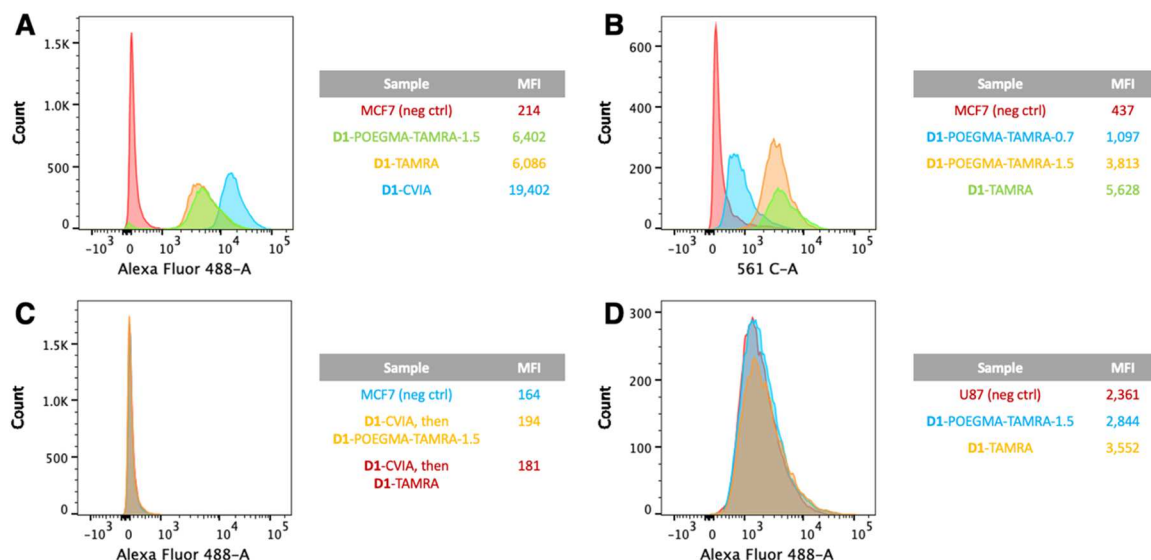 A
1.5K
1.0K
500
0
Count
-10³ 0 10³ 10⁴ 10⁵
Alexa Fluor 488-A
Sample MFI
MCF7 (neg ctrl) 214
D1-POEGMA-TAMRA-1.5 6,402
D1-TAMRA 6,086
D1-CVIA 19,402
B
600
400
200
0
Count
-10³ 0 10³ 10⁴ 10⁵
561 C-A
Sample MFI
MCF7 (neg ctrl) 437
D1-POEGMA-TAMRA-0.7 1,097
D1-POEGMA-TAMRA-1.5 3,813
D1-TAMRA 5,628
C
1.5K
1.0K
500
0
Count
-10³ 0 10³ 10⁴ 10⁵
Alexa Fluor 488-A
Sample MFI
MCF7 (neg ctrl) 164
D1-CVIA, then 194
D1-POEGMA-TAMRA-1.5
D1-CVIA, then 181
D1-TAMRA
D
300
200
100
0
Count
-10³ 0 10³ 10⁴ 10⁵
Alexa Fluor 488-A
Sample MFI
U87 (neg ctrl) 2,361
D1-POEGMA-TAMRA-1.5 2,844
D1-TAMRA 3,552